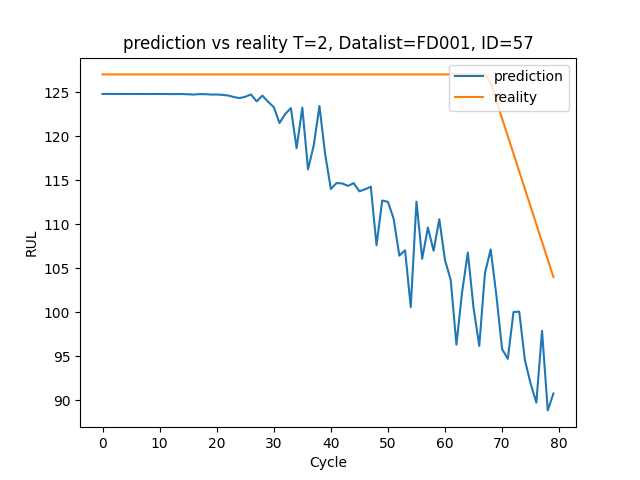 prediction vs reality T=2, Datalist=FD001, ID=57
prediction
reality
RUL
125
120
115
110
105
100
95
90
0 10 20 30 40 50 60 70 80
Cycle